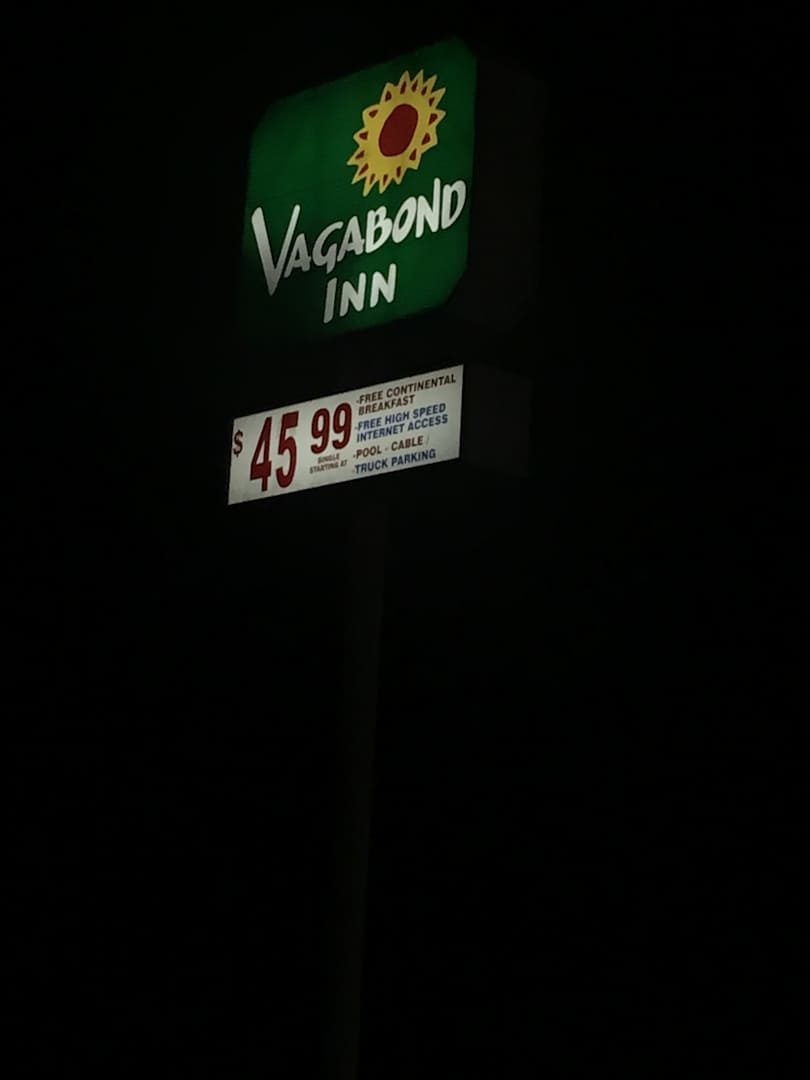 VAGABOND
INN
$45 99
SINGLE
STARTING AT
-FREE CONTINENTAL
BREAKFAST
-FREE HIGH SPEED
INTERNET ACCESS
-POOL - CABLE
-TRUCK PARKING